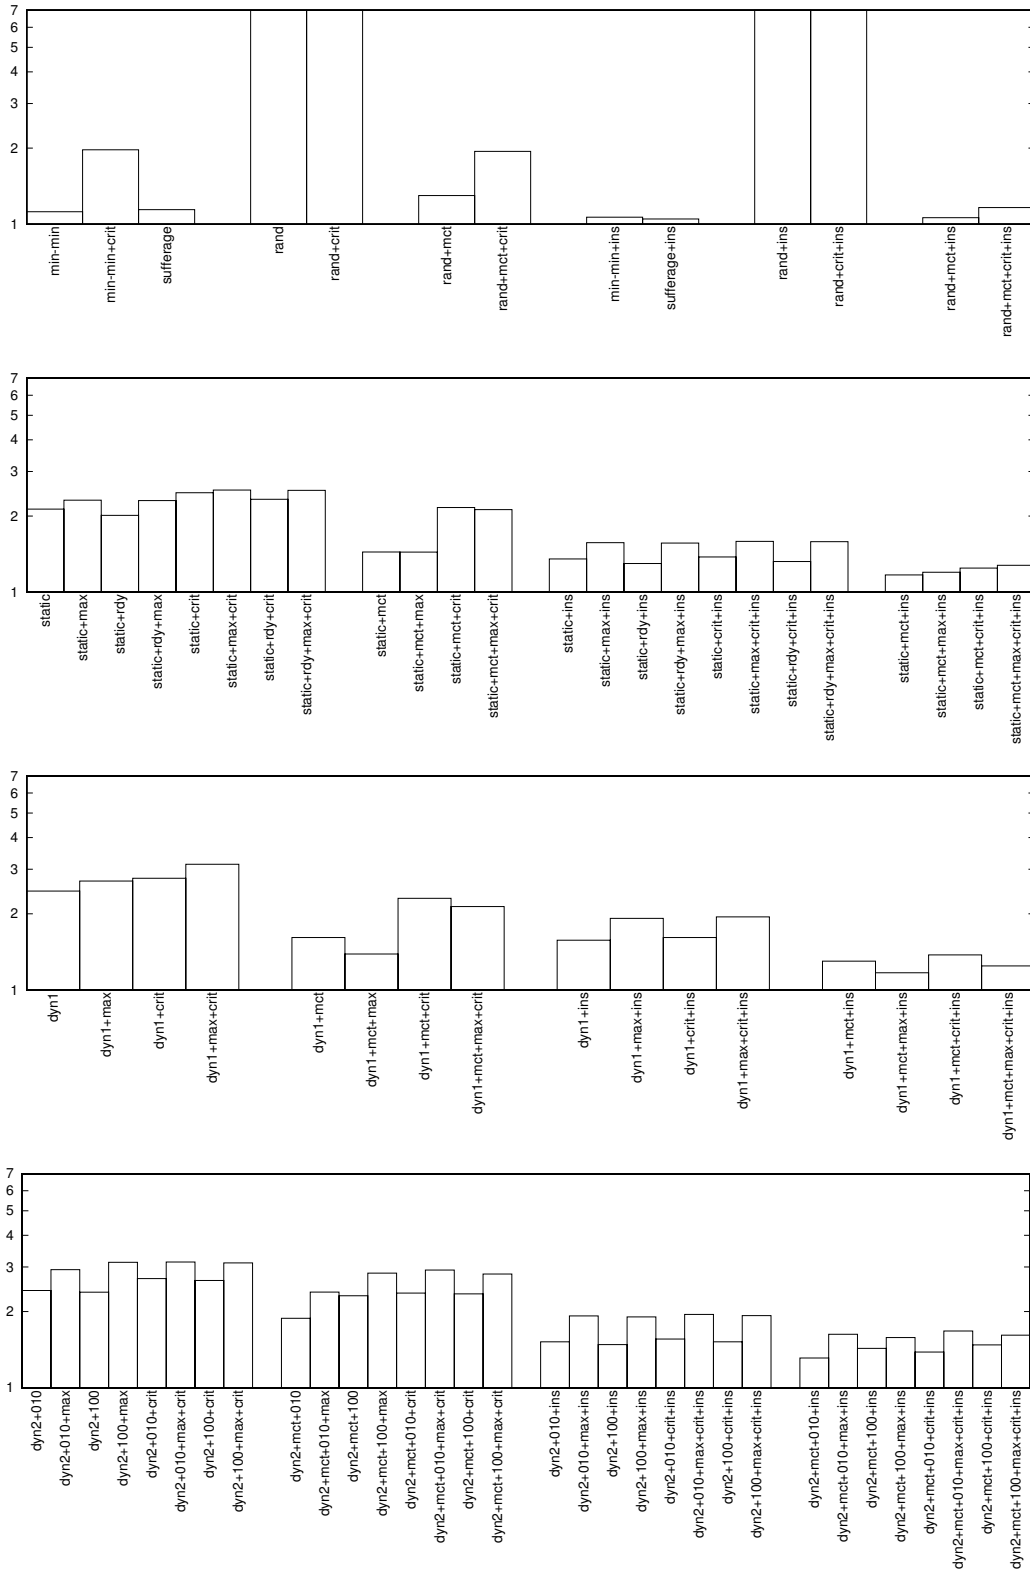 7
6
5
4
3
2
1
min-min
min-min+crit
sufferage
rand
rand+crit
rand+mct
rand+mct+crit
min-min+ins
sufferage+ins
rand+ins
rand+crit+ins
rand+mct+ins
rand+mct+crit+ins
7
6
5
4
3
2
1
static
static+max
static+rdy
static+rdy+max
static+crit
static+max+crit
static+rdy+crit
static+rdy+max+crit
static+mct
static+mct+max
static+mct+crit
static+mct+max+crit
static+ins
static+max+ins
static+rdy+ins
static+rdy+max+ins
static+crit+ins
static+max+crit+ins
static+rdy+crit+ins
static+rdy+max+crit+ins
static+mct+ins
static+mct+max+ins
static+mct+crit+ins
static+mct+max+crit+ins
7
6
5
4
3
2
1
dyn1
dyn1+max
dyn1+crit
dyn1+max+crit
dyn1+mct
dyn1+mct+max
dyn1+mct+crit
dyn1+mct+max+crit
dyn1+ins
dyn1+max+ins
dyn1+crit+ins
dyn1+max+crit+ins
dyn1+mct+ins
dyn1+mct+max+ins
dyn1+mct+crit+ins
dyn1+mct+max+crit+ins
7
6
5
4
3
2
1
dyn2+010
dyn2+010+max
dyn2+100
dyn2+100+max
dyn2+010+crit
dyn2+010+max+crit
dyn2+100+crit
dyn2+100+max+crit
dyn2+mct+010
dyn2+mct+010+max
dyn2+mct+100
dyn2+mct+100+max
dyn2+mct+010+crit
dyn2+mct+010+max+crit
dyn2+mct+100+crit
dyn2+mct+100+max+crit
dyn2+010+ins
dyn2+010+max+ins
dyn2+100+ins
dyn2+100+max+ins
dyn2+010+crit+ins
dyn2+010+max+crit+ins
dyn2+100+crit+ins
dyn2+100+max+crit+ins
dyn2+mct+010+ins
dyn2+mct+010+max+ins
dyn2+mct+100+ins
dyn2+mct+100+max+ins
dyn2+mct+010+crit+ins
dyn2+mct+010+max+crit+ins
dyn2+mct+100+crit+ins
dyn2+mct+100+max+crit+ins